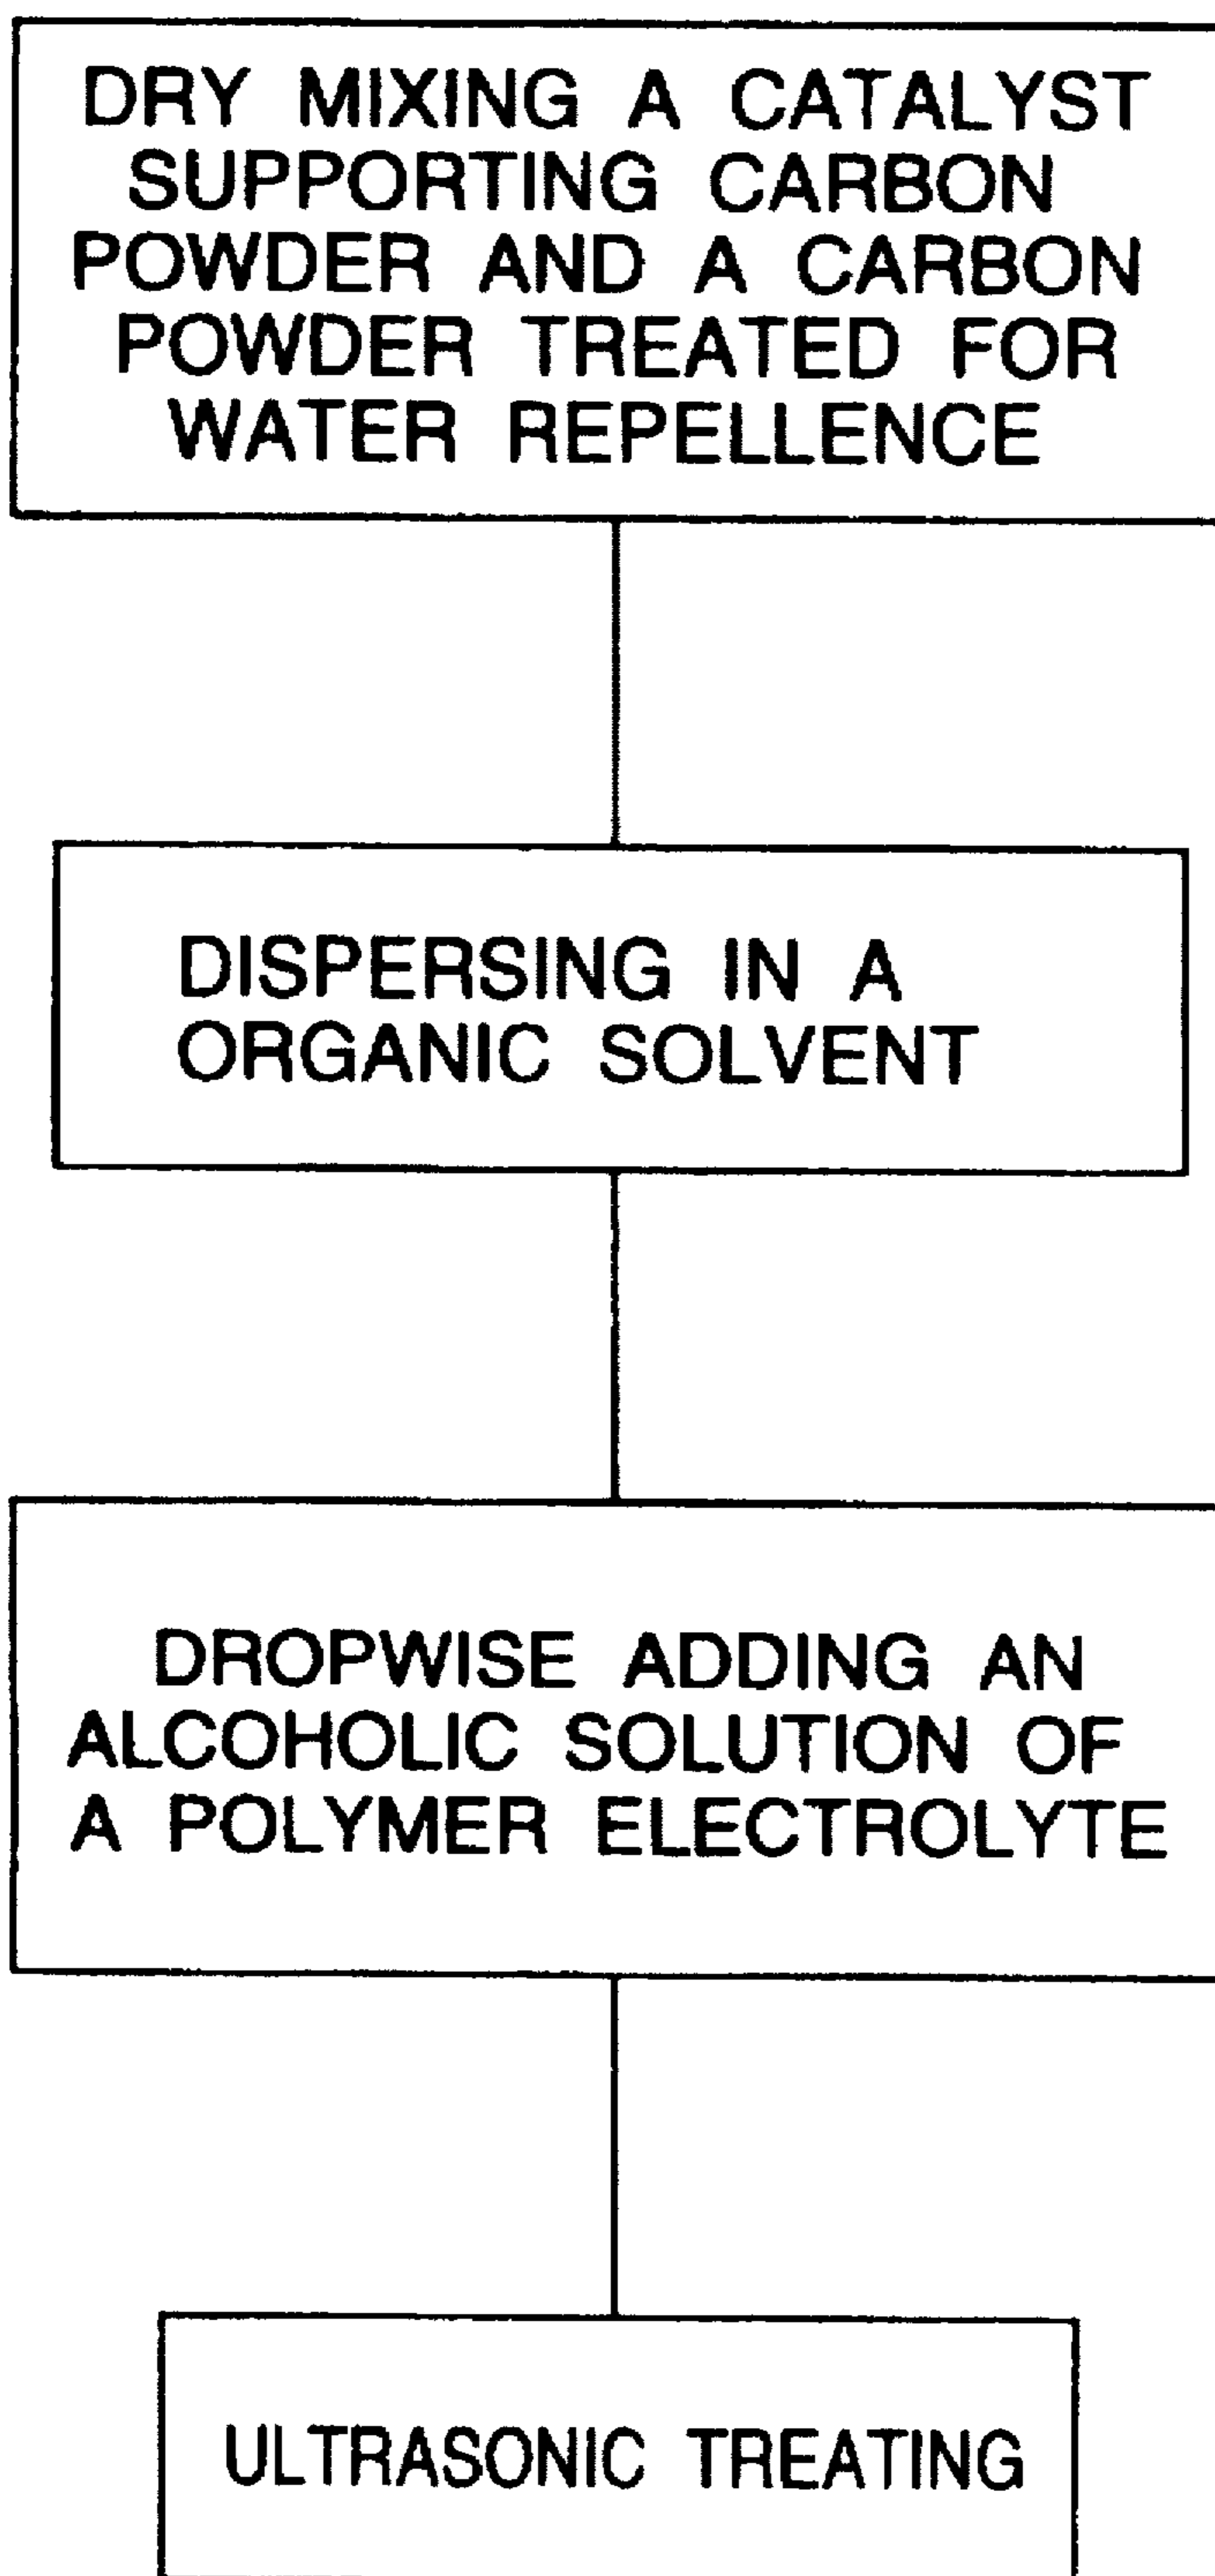 DRY MIXING A CATALYST
SUPPORTING CARBON
POWDER AND A CARBON
POWDER TREATED FOR
WATER REPELLENCE
DISPERSING IN A
ORGANIC SOLVENT
DROPWISE ADDING AN
ALCOHOLIC SOLUTION OF
A POLYMER ELECTROLYTE
ULTRASONIC TREATING